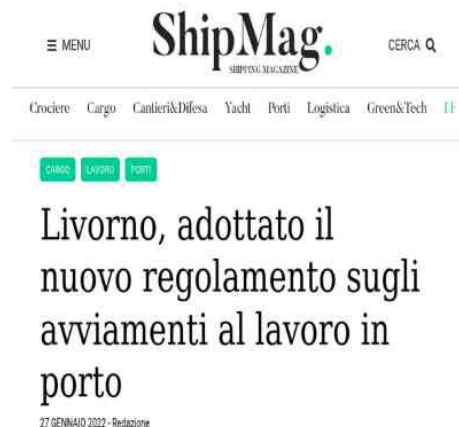 ≡ MENU
ShipMag.
CERCA
SHIPPING MAGAZINE
Crociere Cargo Cantieri&Difesa Yacht Porti Logistica Green&Tech
CARGO LAVORO PORTI
Livorno, adottato il
nuovo regolamento sugli
avviamenti al lavoro in
porto
27 GENNAIO 2022 - Redazione